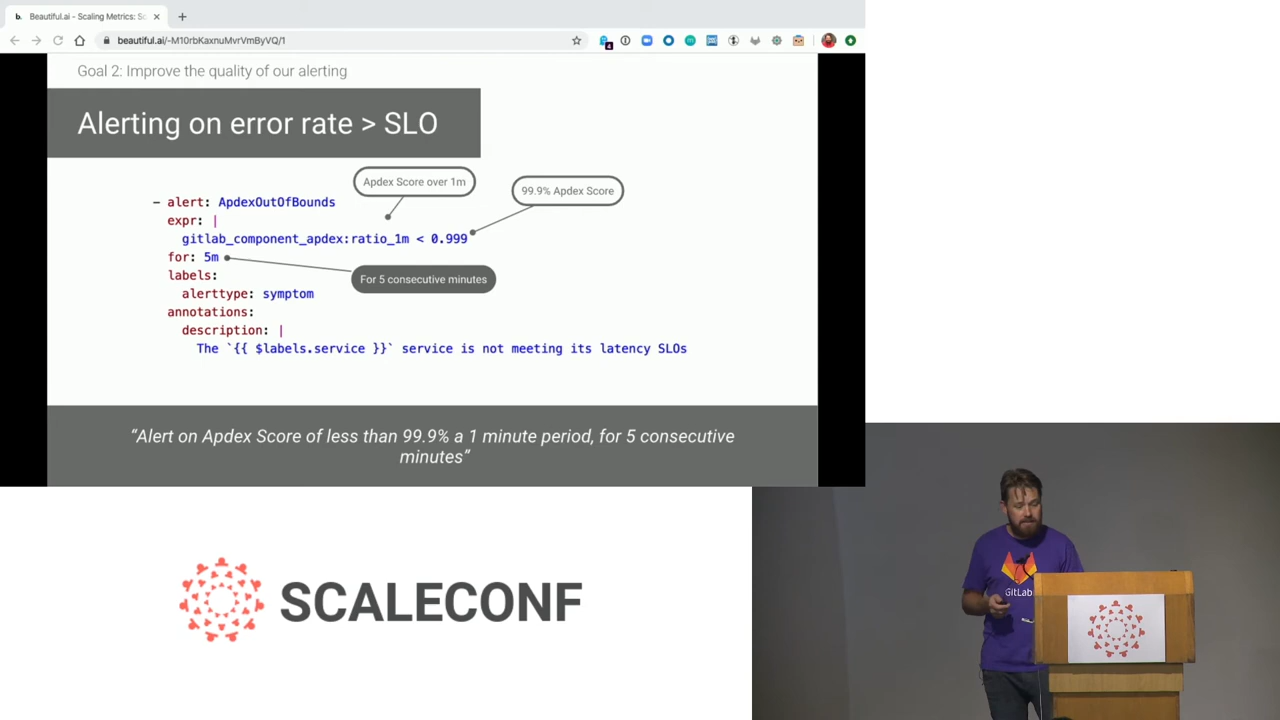 b. Beautiful.ai - Scaling Metrics: Sc
beautiful.ai/-M10rbKaxnuMvrVmByVQ/1
4
Goal 2: Improve the quality of our alerting
Alerting on error rate > SLO
Apdex Score over 1m
99.9% Apdex Score
- alert: ApdexOutOfBounds
expr: |
gitlab_component_apdex:ratio_1m < 0.999
for: 5m
For 5 consecutive minutes
labels:
alerttype: symptom
annotations:
description: |
The `{{ $labels.service }}` service is not meeting its latency SLOs
“Alert on Apdex Score of less than 99.9% a 1 minute period, for 5 consecutive
minutes”
SCALECONF
GitLab